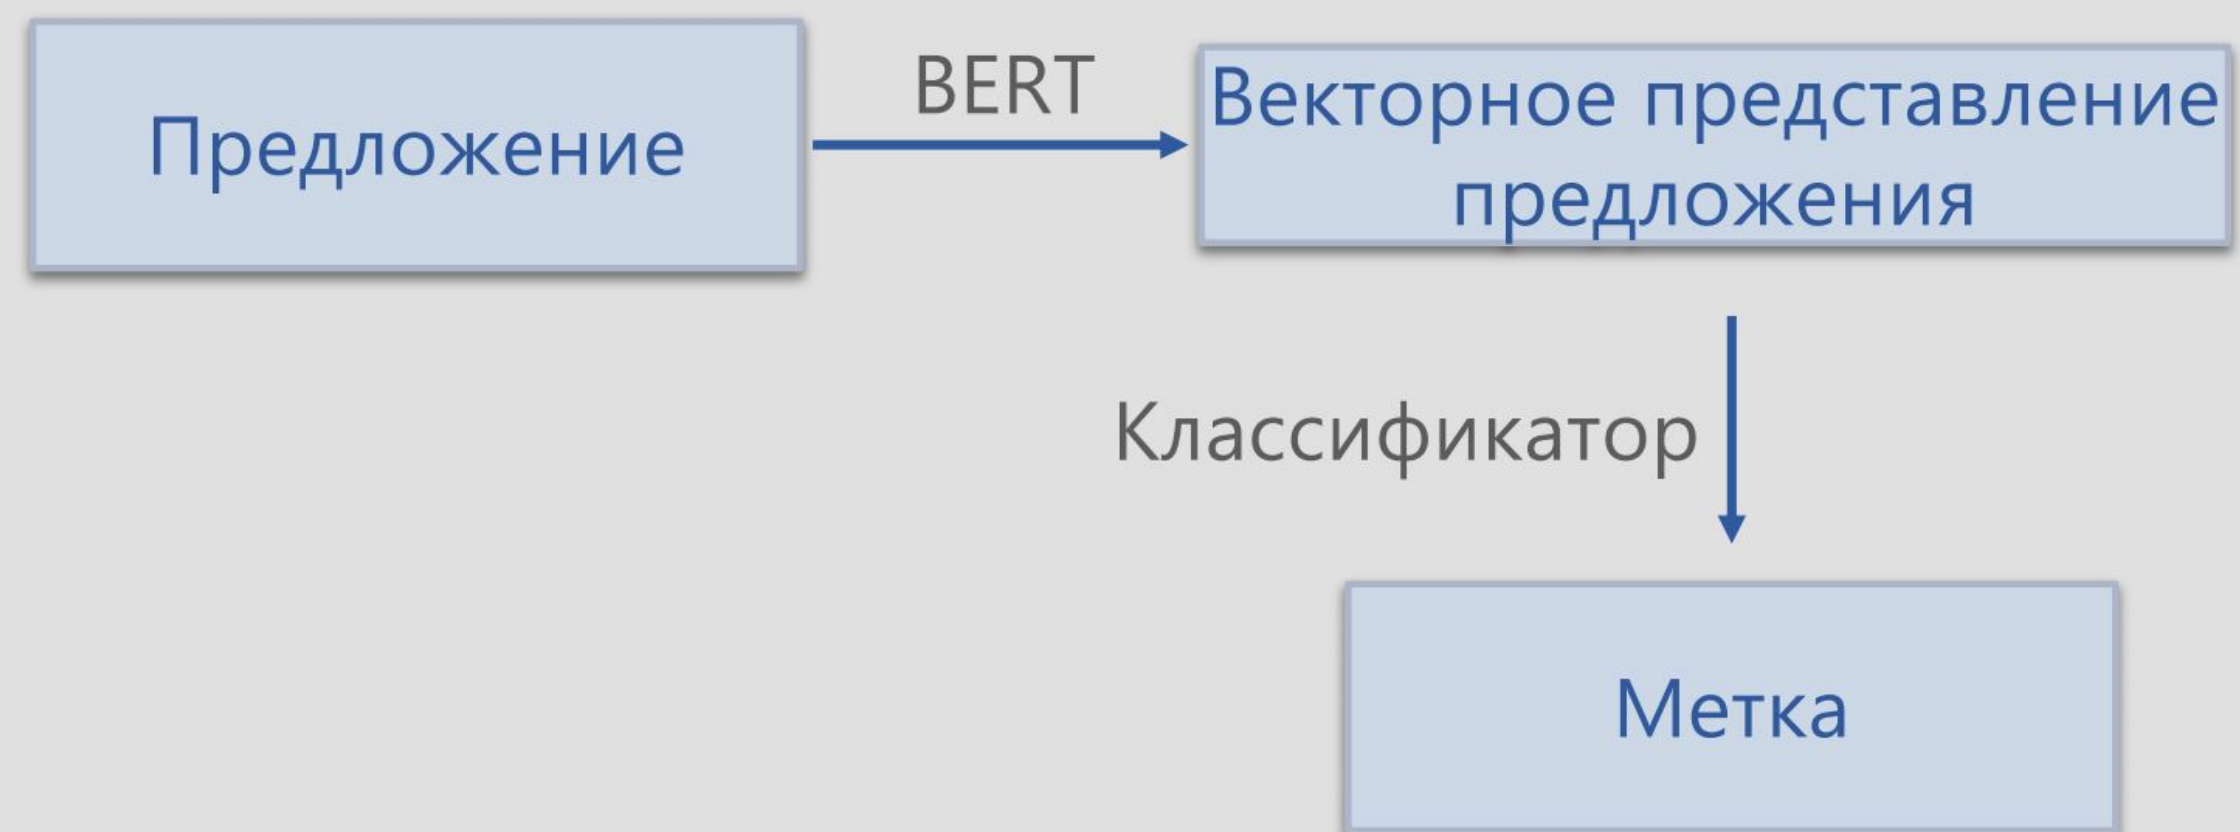 Предложение
BERT
Векторное представление
предложения
Классификатор
Метка